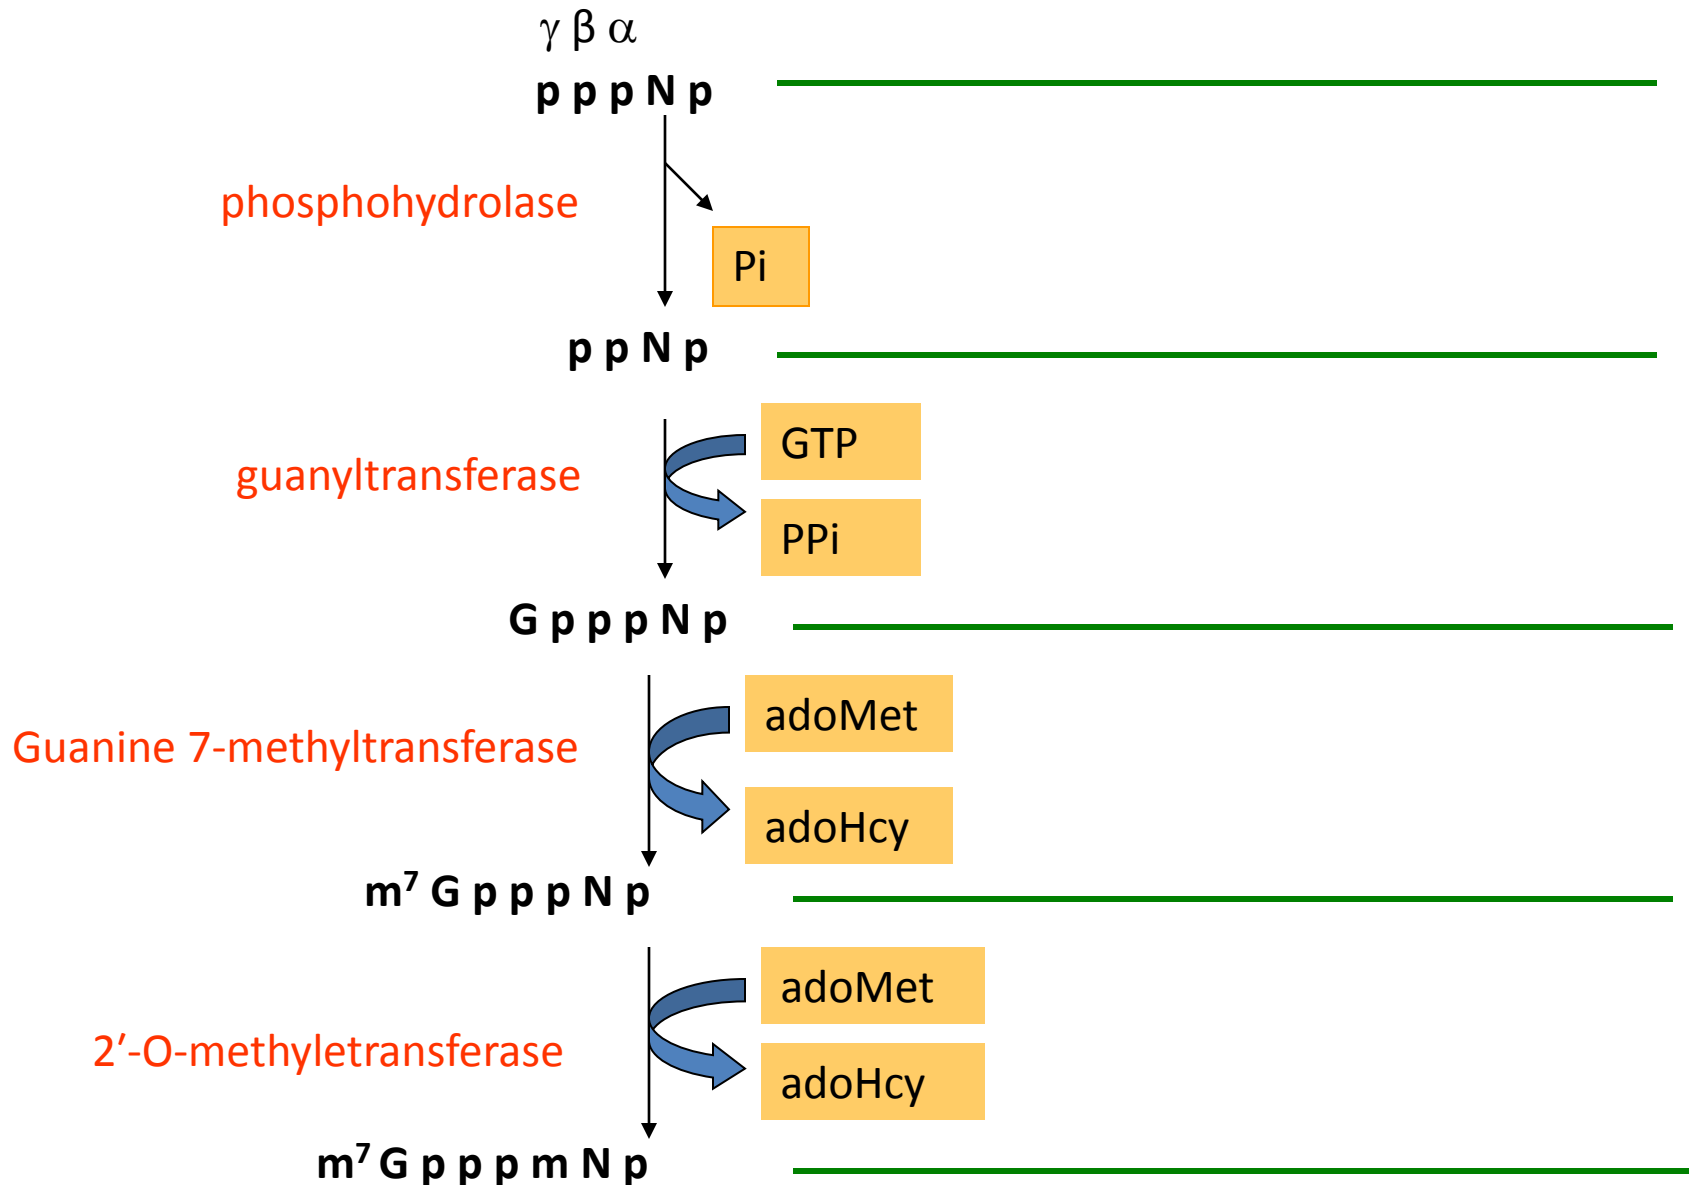 γ β α
p p p N p
phosphohydrolase
Pi
p p N p
GTP
guanyltransferase
PPi
G p p p N p
adoMet
Guanine 7-methyltransferase
adoHcy
m⁷ G p p p N p
adoMet
2′-O-methyletransferase
adoHcy
m⁷ G p p p m N p